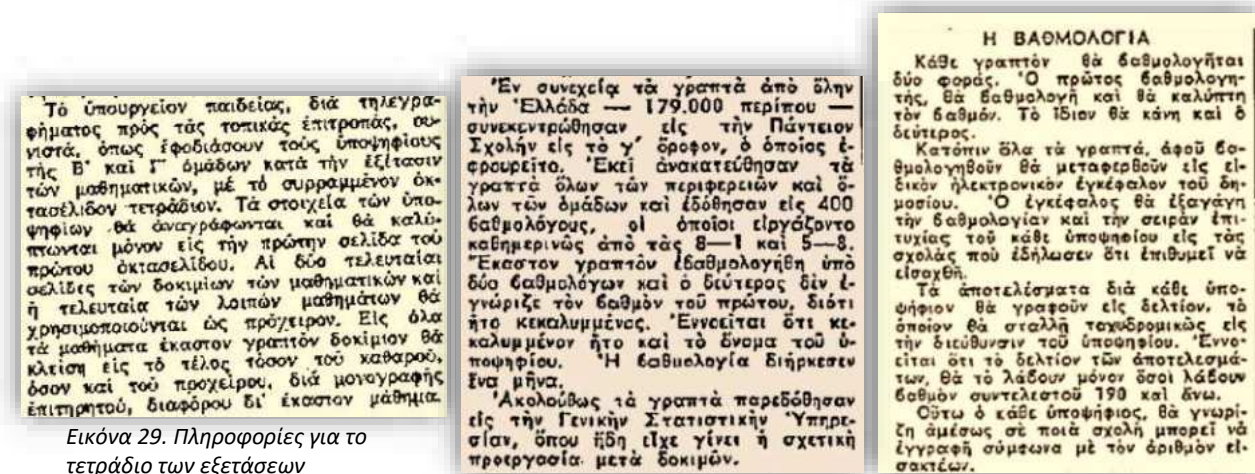 Τὸ ὑπουργεῖον παιδείας, διὰ τηλεγρα-
φήματος πρὸς τὰς τοπικὰς ἐπιτροπάς, συ-
νιστᾶ, ὅπως ἐφοδιάσουν τοὺς ὑποψηφίους
τῆς Β' καὶ Γ' ὁμάδων κατὰ τὴν ἐξέτασιν
τῶν μαθηματικῶν, μὲ τὸ συρραμμένον ὀκ-
τασέλιδον τετράδιον. Τὰ στοιχεῖα τῶν ὑπο-
ψηφίων θὰ ἀναγράφωνται καὶ θὰ καλύ-
πτωνται μόνον εἰς τὴν πρώτην σελίδα τοῦ
πρώτου ὀκτασελίδου. Αἱ δύο τελευταῖαι
σελίδες τῶν δοκιμίων τῶν μαθηματικῶν καὶ
ἡ τελευταία τῶν λοιπῶν μαθημάτων θὰ
χρησιμοποιοῦνται ὡς πρόχειρον. Εἰς ὅλα
τὰ μαθήματα ἕκαστον γραπτὸν δοκίμιον θὰ
κλείση εἰς τὸ τέλος τόσον τοῦ καθαροῦ,
ὅσον καὶ τοῦ προχείρου, διὰ μονογραφῆς
ἐπιτηρητοῦ, διαφόρου δι' ἕκαστον μάθημα.
Εικόνα 29. Πληροφορίες για το
τετράδιο των εξετάσεων
Ἐν συνεχείᾳ τὰ γραπτὰ ἀπὸ ὅλην
τὴν Ἑλλάδα — 179.000 περίπου —
συνεκεντρώθησαν εἰς τὴν Πάντειον
Σχολὴν εἰς τὸ γ' ὄροφον, ὁ ὁποῖος ἐ-
φρουρεῖτο. Ἐκεῖ ἀνακατεύθησαν τὰ
γραπτὰ ὅλων τῶν περιφερειῶν καὶ ὅ-
λων τῶν ὁμάδων καὶ ἐδόθησαν εἰς 400
βαθμολόγους, οἱ ὁποῖοι εἰργάζοντο
καθημερινῶς ἀπὸ τὰς 8—1 καὶ 5—8.
Ἕκαστον γραπτὸν ἐβαθμολογήθη ὑπὸ
δύο βαθμολόγων καὶ ὁ δεύτερος δὲν ἐ-
γνώριζε τὸν βαθμὸν τοῦ πρώτου, διότι
ἦτο κεκαλυμμένος. Ἐννοεῖται ὅτι κε-
καλυμμένον ἦτο καὶ τὸ ὄνομα τοῦ ὑ-
ποψηφίου. Ἡ βαθμολογία διήρκεσεν
ἕνα μῆνα.
Ἀκολούθως τὰ γραπτὰ παρεδόθησαν
εἰς τὴν Γενικὴν Στατιστικὴν Ὑπηρε-
σίαν, ὅπου ἤδη εἶχε γίνει ἡ σχετικὴ
προεργασία μετὰ δοκιμῶν.
Η ΒΑΘΜΟΛΟΓΙΑ
Κάθε γραπτὸν θὰ βαθμολογῆται
δύο φοράς. Ὁ πρῶτος βαθμολογη-
τής, θὰ βαθμολογῆ καὶ θὰ καλύπτη
τὸν βαθμόν. Τὸ ἴδιον θὰ κάνη καὶ ὁ
δεύτερος.
Κατόπιν ὅλα τὰ γραπτά, ἀφοῦ βα-
θμολογηθοῦν θὰ μεταφερθοῦν εἰς εἰ-
δικὸν ἠλεκτρονικὸν ἐγκέφαλον τοῦ δη-
μοσίου. Ὁ ἐγκέφαλος θὰ ἐξαγάγη
τὴν βαθμολογίαν καὶ τὴν σειρὰν ἐπι-
τυχίας τοῦ κάθε ὑποψηφίου εἰς τὰς
σχολὰς ποὺ ἐδήλωσεν ὅτι ἐπιθυμεῖ νὰ
εἰσαχθῆ.
Τὰ ἀποτελέσματα διὰ κάθε ὑπο-
ψήφιον θὰ γραφοῦν εἰς δελτίον, τὸ
ὁποῖον θὰ σταλῆ ταχυδρομικῶς εἰς
τὴν διεύθυνσιν τοῦ ὑποψηφίου. Ἐννο-
εῖται ὅτι τὸ δελτίον τῶν ἀποτελεσμά-
των, θὰ τὸ λάβουν μόνον ὅσοι λάβουν
βαθμὸν συντελεστοῦ 190 καὶ ἄνω.
Οὕτω ὁ κάθε ὑποψήφιος, θὰ γνωρί-
ζη ἀμέσως σὲ ποιὰ σχολὴ μπορεῖ νὰ
ἐγγραφῆ σύμφωνα μὲ τὸν ἀριθμὸν εἰ-
σακτέων.